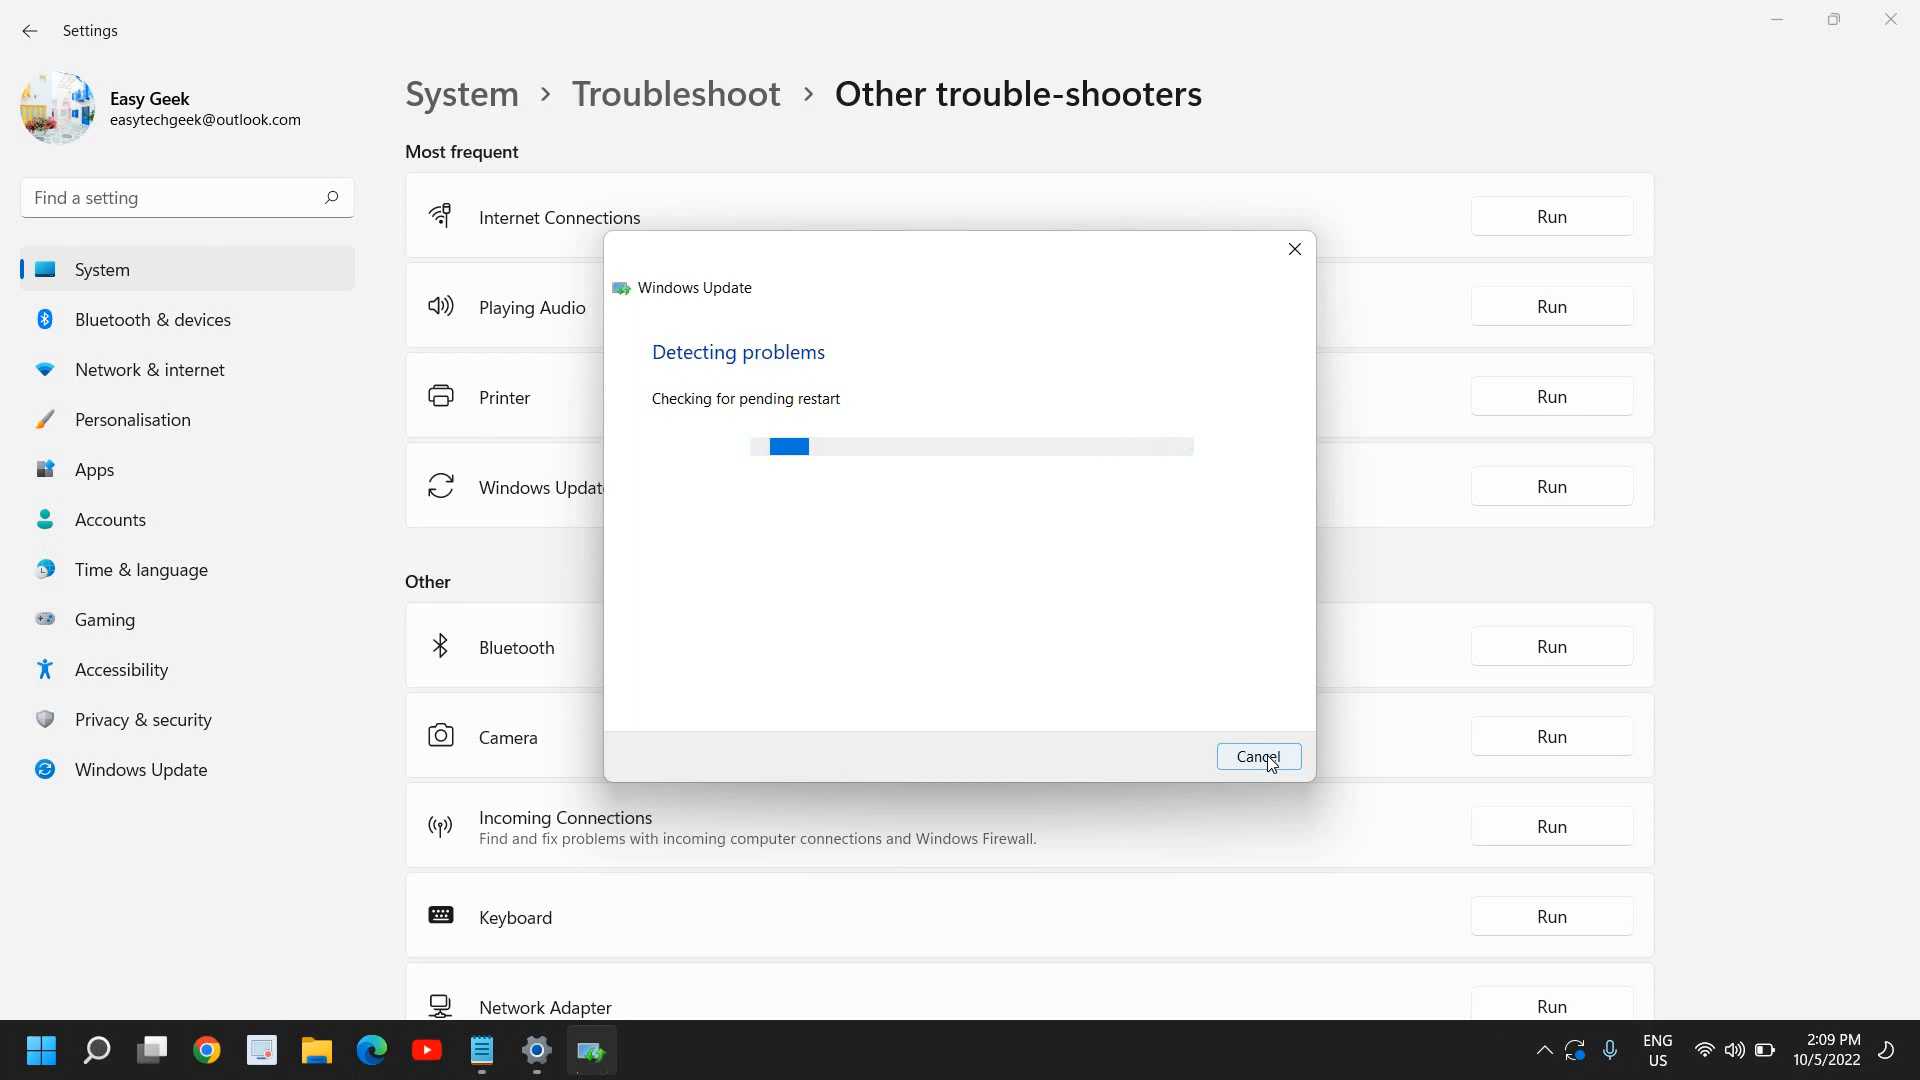 Settings
Easy Geek
easytechgeek@outlook.com
Find a setting
System
Bluetooth & devices
Network & internet
Personalisation
Apps
Accounts
Time & language
Gaming
Accessibility
Privacy & security
Windows Update
System > Troubleshoot > Other trouble-shooters
Most frequent
Internet Connections Run
Playing Audio Run
Printer Run
Windows Update Run
Windows Update
Detecting problems
Checking for pending restart
Cancel
Other
Bluetooth Run
Camera Run
Incoming Connections
Find and fix problems with incoming computer connections and Windows Firewall.
Run
Keyboard Run
Network Adapter Run
ENG
US
2:09 PM
10/5/2022